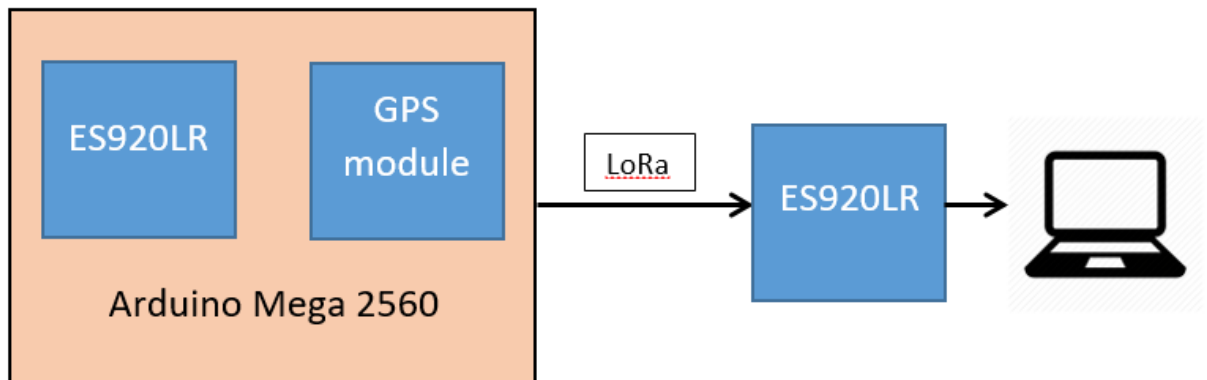 ES920LR
GPS
module
Arduino Mega 2560
LoRa
ES920LR